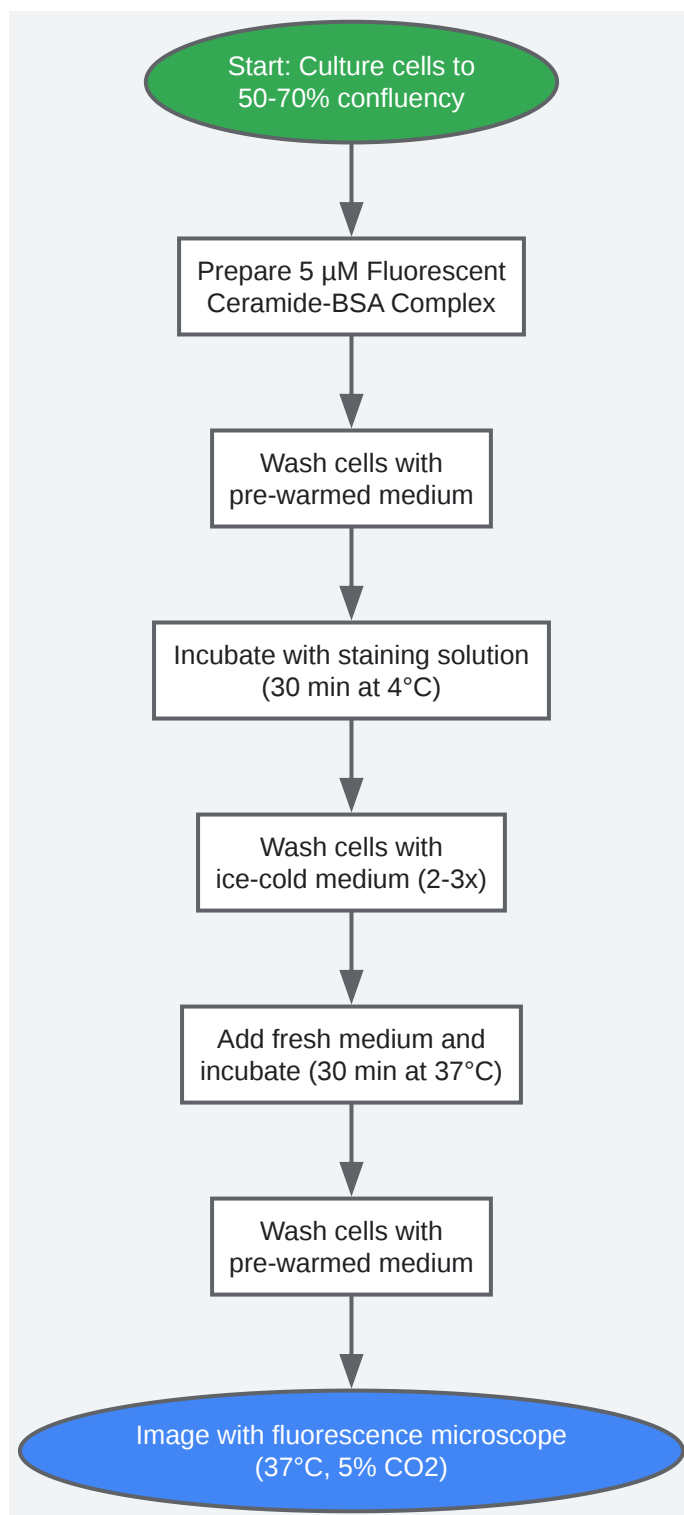 Start: Culture cells to
50-70% confluency
Prepare 5 µM Fluorescent
Ceramide-BSA Complex
Wash cells with
pre-warmed medium
Incubate with staining solution
(30 min at 4°C)
Wash cells with
ice-cold medium (2-3x)
Add fresh medium and
incubate (30 min at 37°C)
Wash cells with
pre-warmed medium
Image with fluorescence microscope
(37°C, 5% CO2)